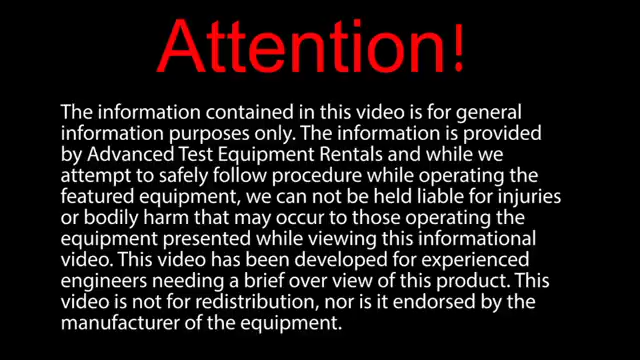 Attention!
The information contained in this video is for general
information purposes only. The information is provided
by Advanced Test Equipment Rentals and while we
attempt to safely follow procedure while operating the
featured equipment, we can not be held liable for injuries
or bodily harm that may occur to those operating the
equipment presented while viewing this informational
video. This video has been developed for experienced
engineers needing a brief over view of this product. This
video is not for redistribution, nor is it endorsed by the
manufacturer of the equipment.